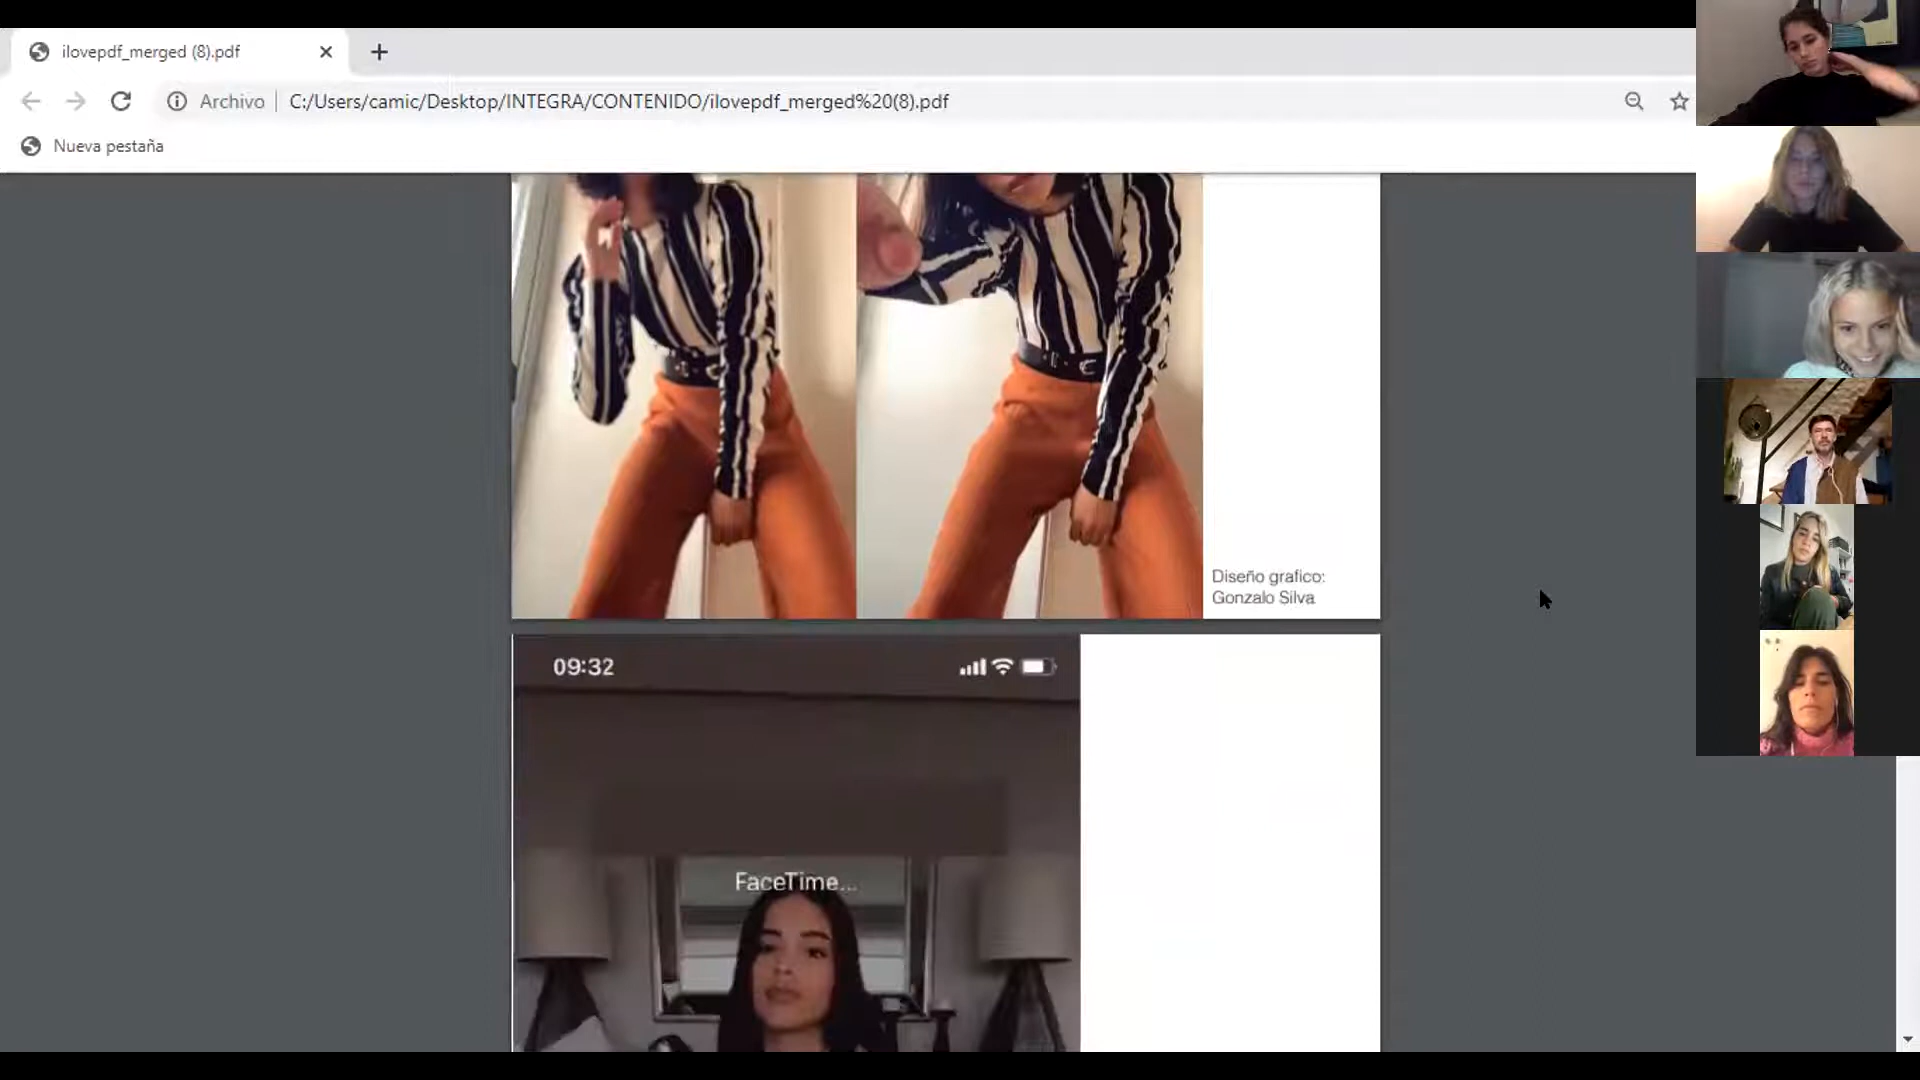 ilovepdf_merged (8).pdf
Archivo
C:/Users/camic/Desktop/INTEGRA/CONTENIDO/ilovepdf_merged%20(8).pdf
Nueva pestaña
Diseño grafico:
Gonzalo Silva
09:32
FaceTime...